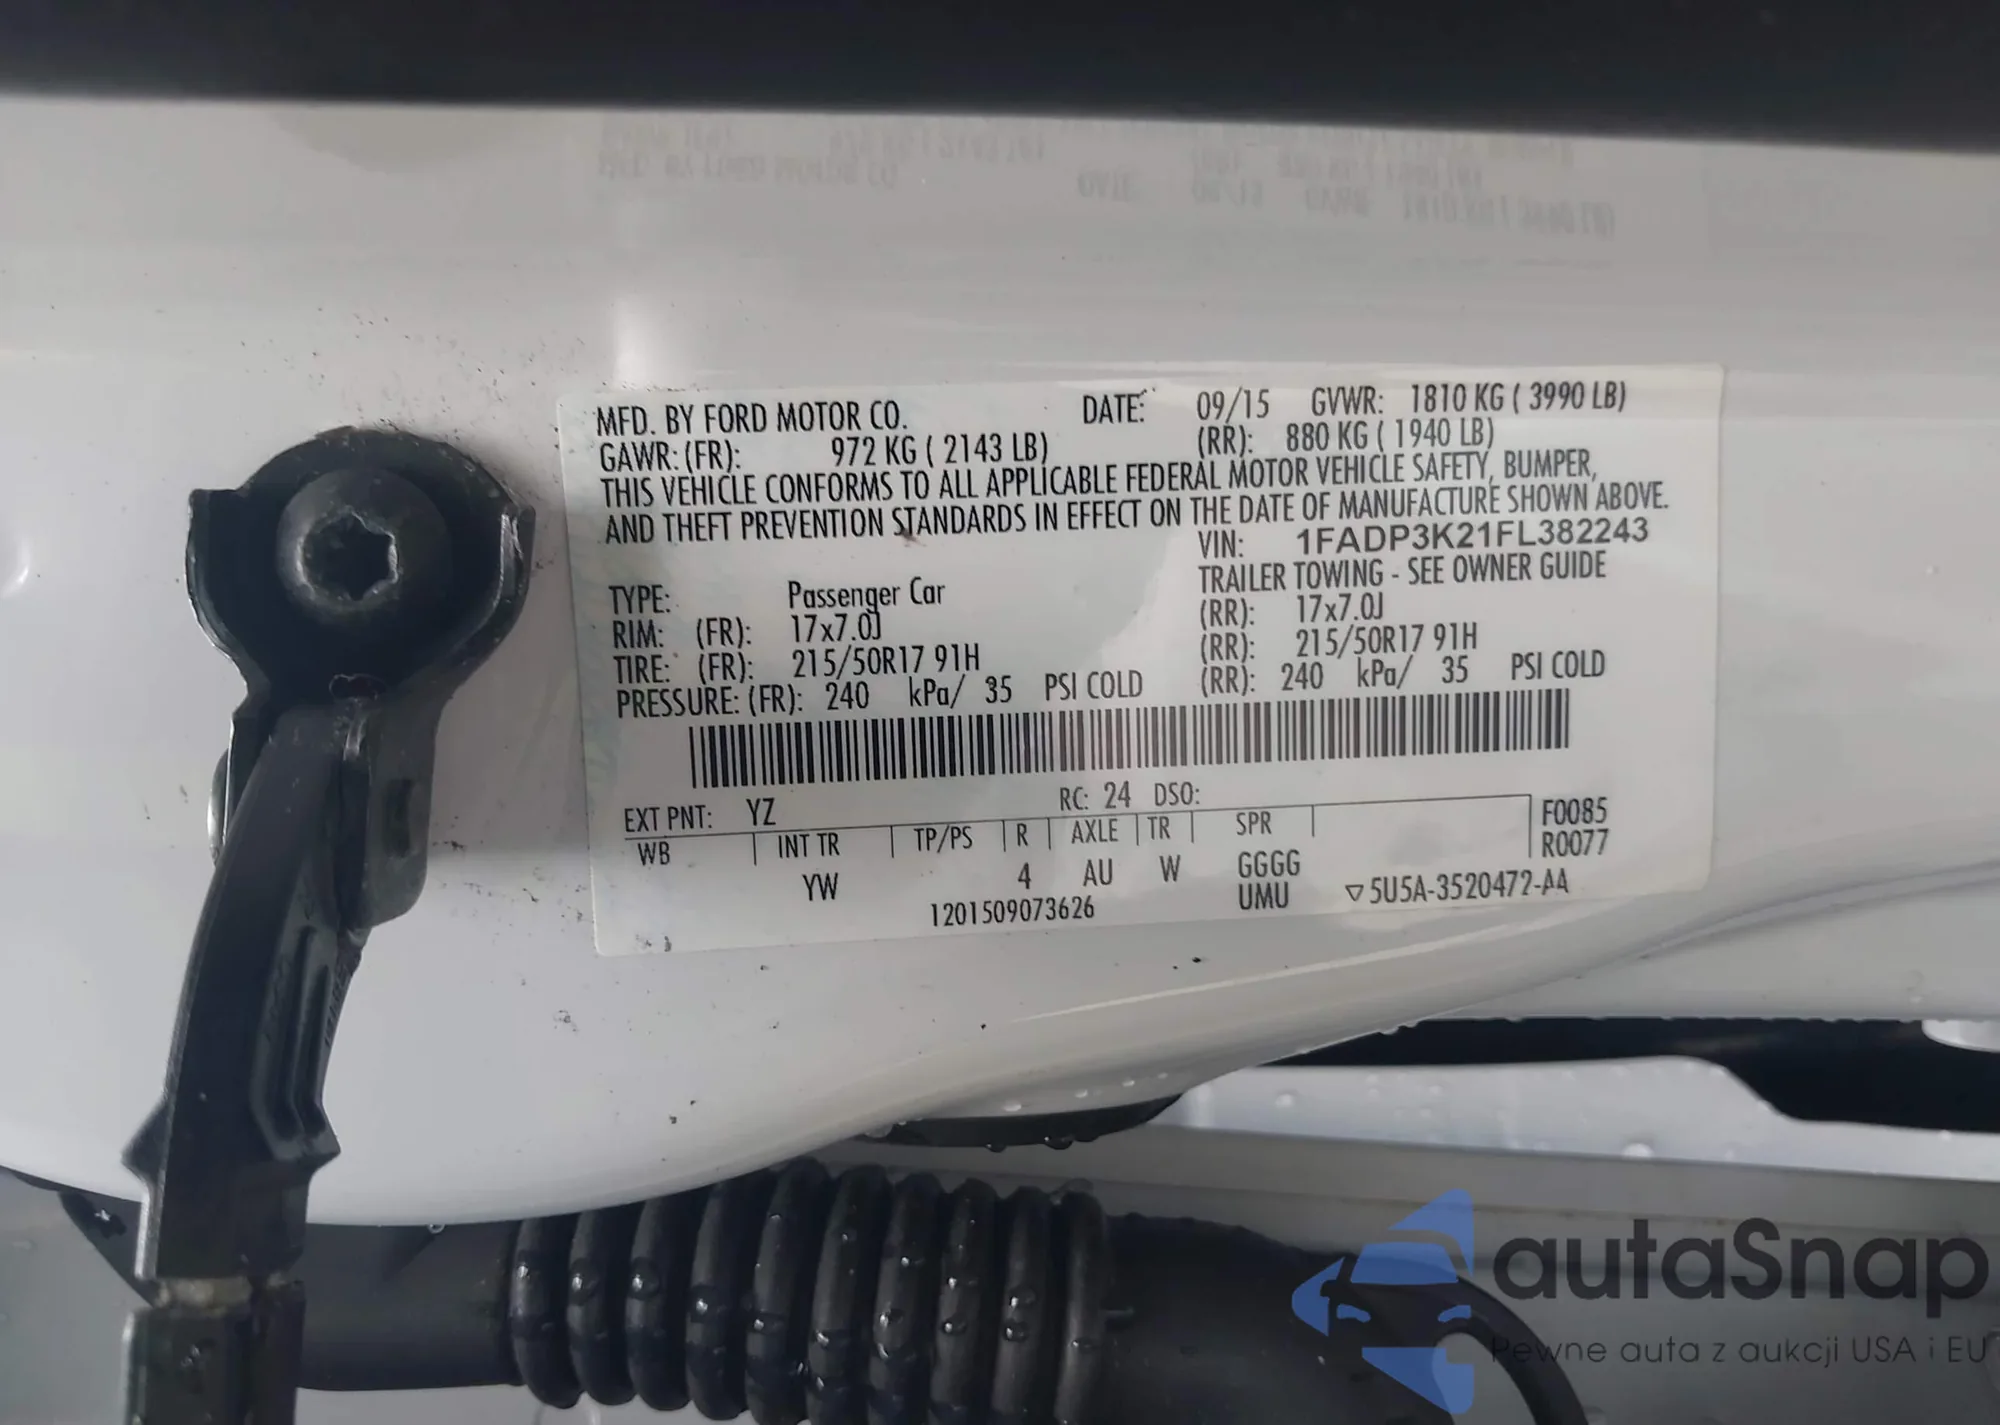 MFD. BY FORD MOTOR CO. DATE: 09/15 GVWR: 1810 KG ( 3990 LB)
GAWR: (FR): 972 KG ( 2143 LB) (RR): 880 KG ( 1940 LB)
THIS VEHICLE CONFORMS TO ALL APPLICABLE FEDERAL MOTOR VEHICLE SAFETY, BUMPER,
AND THEFT PREVENTION STANDARDS IN EFFECT ON THE DATE OF MANUFACTURE SHOWN ABOVE.
VIN: 1FADP3K21FL382243
TYPE: Passenger Car TRAILER TOWING - SEE OWNER GUIDE
RIM: (FR): 17x7.0J (RR): 17x7.0J
TIRE: (FR): 215/50R17 91H (RR): 215/50R17 91H
PRESSURE: (FR): 240 kPa/ 35 PSI COLD (RR): 240 kPa/ 35 PSI COLD
EXT PNT: YZ RC: 24 DSO:
WB INT TR TP/PS R AXLE TR SPR F0085
R0077
YW 4 AU W GGGG
1201509073626 UMU ▽5U5A-3520472-AA
autaSnap
Pewne auta z aukcji USA i EU